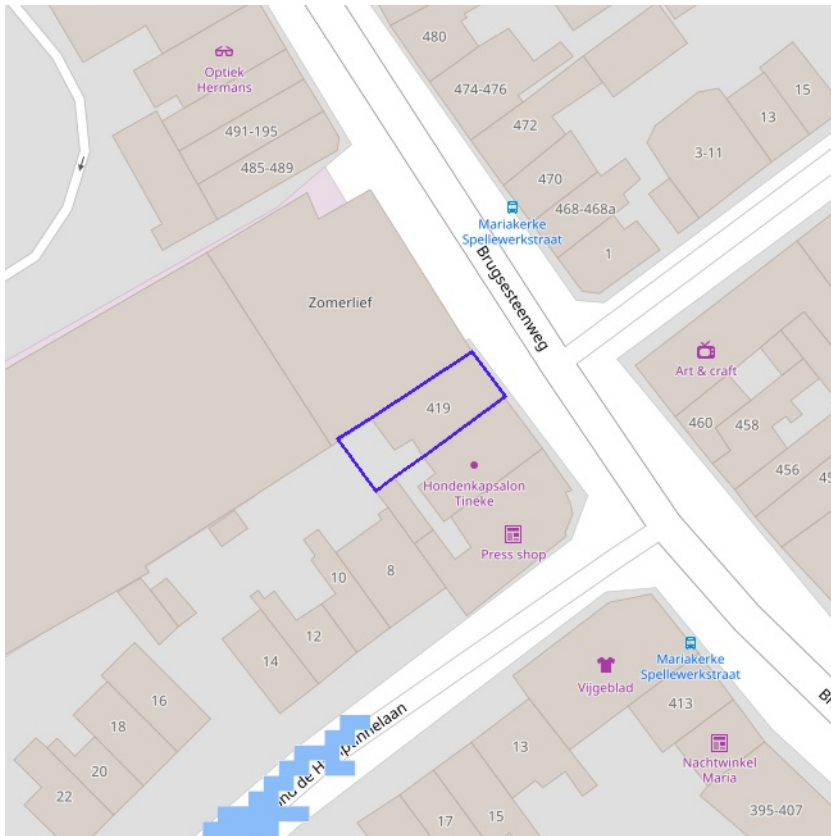 480
Optiek
Hermans
474-476
15
13
491-195
472
3-11
485-489
470
468-468a
Mariakerke
Spellewerkstraat
1
Brugsesteenweg
Zomerlief
Art & craft
419
460
458
456
Hondenkapsalon
Tineke
Press shop
10
8
12
14
Mariakerke
Spellewerkstraat
Vijgeblad
16
413
18
13
20
Nachtwinkel
Maria
22
17
15
395-407